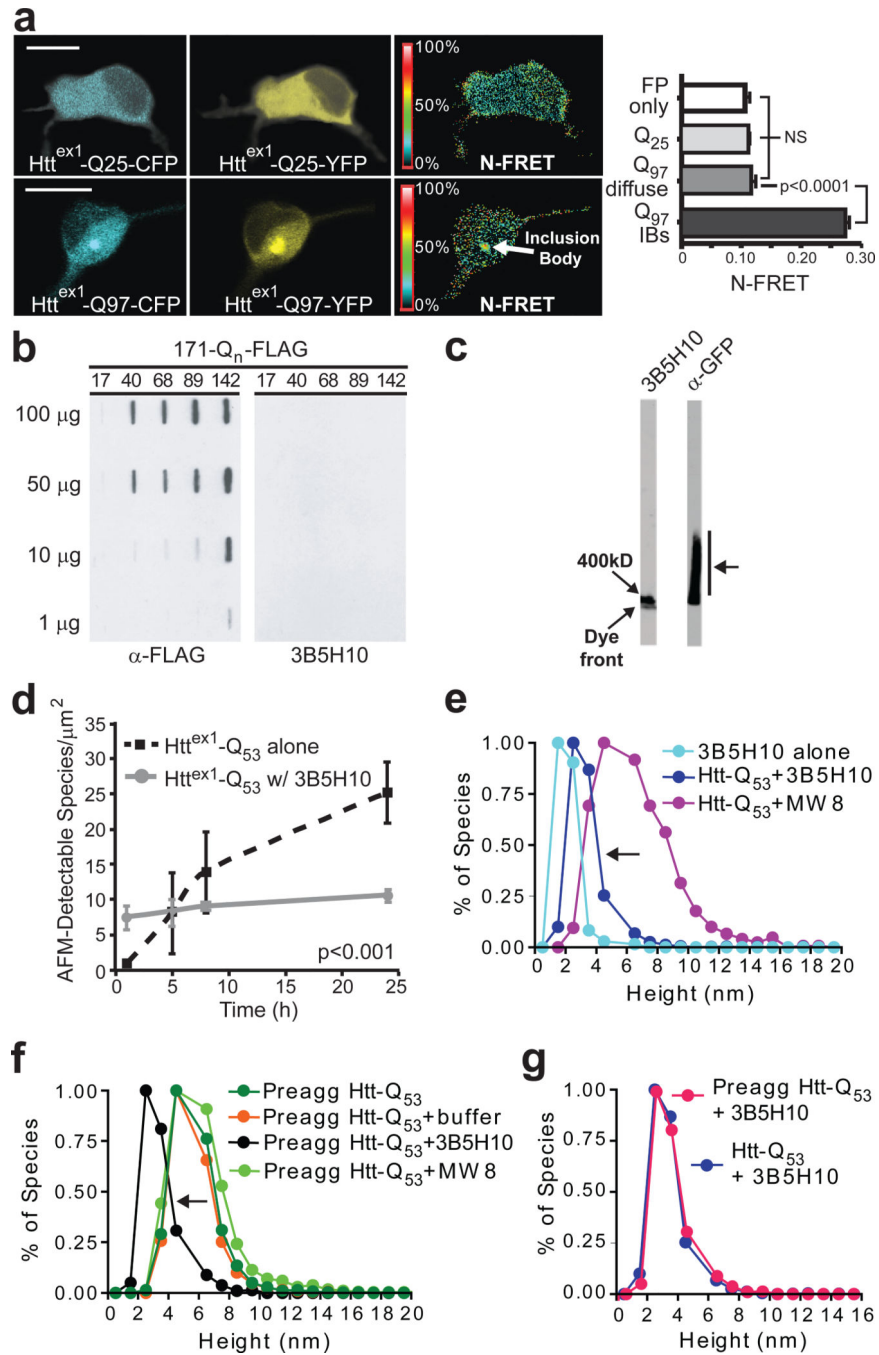 a
100%
50%
0%
Htt^ex1-Q25-CFP
Htt^ex1-Q25-YFP
N-FRET
100%
50%
0%
Inclusion
Body
Htt^ex1-Q97-CFP
Htt^ex1-Q97-YFP
N-FRET
FP
only
Q25
Q97
diffuse
Q97
IBs
NS
p<0.0001
0 0.10 0.20 0.30
N-FRET
b
171-Qn-FLAG
17 40 68 89 142 17 40 68 89 142
100 µg
50 µg
10 µg
1 µg
α-FLAG 3B5H10
c
3B5H10
α-GFP
400kD
Dye
front
d
AFM-Detectable Species/µm²
35
30
25
20
15
10
5
0
Htt^ex1-Q53 alone
Htt^ex1-Q53 w/ 3B5H10
p<0.001
0 5 10 15 20 25
Time (h)
e
% of Species
1.00
0.75
0.50
0.25
0.00
3B5H10 alone
Htt-Q53+3B5H10
Htt-Q53+MW8
0 2 4 6 8 10 12 14 16 18 20
Height (nm)
f
% of Species
1.00
0.75
0.50
0.25
0.00
Preagg Htt-Q53
Preagg Htt-Q53+buffer
Preagg Htt-Q53+3B5H10
Preagg Htt-Q53+MW8
0 2 4 6 8 10 12 14 16 18 20
Height (nm)
g
% of Species
1.00
0.75
0.50
0.25
0.00
Preagg Htt-Q53
+ 3B5H10
Htt-Q53
+ 3B5H10
0 2 4 6 8 10 12 14 16
Height (nm)